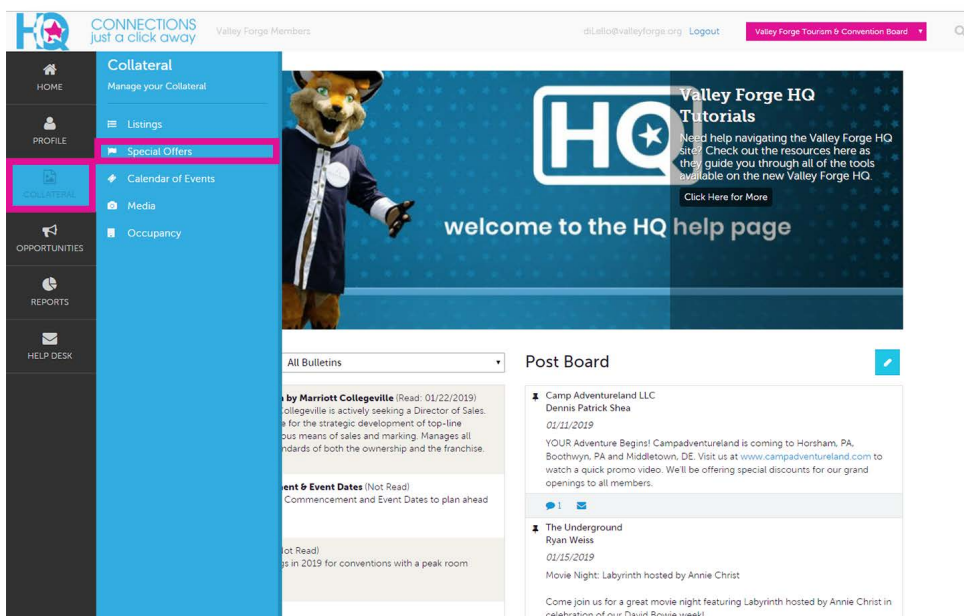 HQ CONNECTIONS
just a click away
Valley Forge Members
diLello@valleyforge.org Logout
Valley Forge Tourism & Convention Board
HOME
PROFILE
COLLATERAL
OPPORTUNITIES
REPORTS
HELP DESK
Collateral
Manage your Collateral
Listings
Special Offers
Calendar of Events
Media
Occupancy
HQ
welcome to the HQ help page
Valley Forge HQ
Tutorials
Need help navigating the Valley Forge HQ
site? Check out the resources here as
they guide you through all of the tools
available on the new Valley Forge HQ.
Click Here for More
All Bulletins
by Marriott Collegeville (Read: 01/22/2019)
Collegeville is actively seeking a Director of Sales.
e for the strategic development of top-line
ous means of sales and marking. Manages all
ndards of both the ownership and the franchise.
ent & Event Dates (Not Read)
Commencement and Event Dates to plan ahead
Not Read)
gs in 2019 for conventions with a peak room
Post Board
Camp Adventureland LLC
Dennis Patrick Shea
01/11/2019
YOUR Adventure Begins! Campadventureland is coming to Horsham, PA,
Boothwyn, PA and Middletown, DE. Visit us at www.campadventureland.com to
watch a quick promo video. We'll be offering special discounts for our grand
openings to all members.
1
The Underground
Ryan Weiss
01/15/2019
Movie Night: Labyrinth hosted by Annie Christ
Come join us for a great movie night featuring Labyrinth hosted by Annie Christ in
celebration of our David Bowie week!